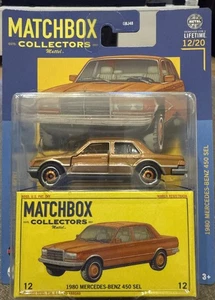 MATCHBOX
COLLECTORS
Mattel
LIFETIME
12/20
1980 MERCEDES-BENZ 450 SEL
MATCHBOX
COLLECTORS
Mattel
12
12
1980 MERCEDES-BENZ 450 SEL